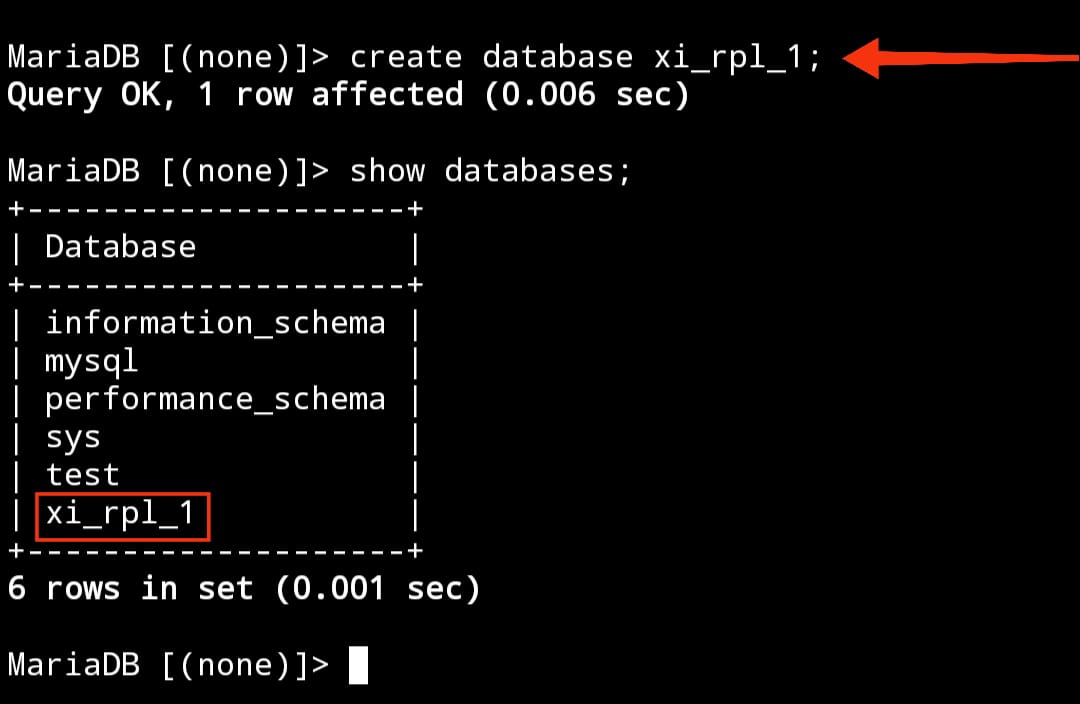 MariaDB [(none)]> create database xi_rpl_1;
Query OK, 1 row affected (0.006 sec)
MariaDB [(none)]> show databases;
+--------------------+
| Database           |
+--------------------+
| information_schema |
| mysql              |
| performance_schema |
| sys                |
| test               |
| xi_rpl_1           |
+--------------------+
6 rows in set (0.001 sec)
MariaDB [(none)]>